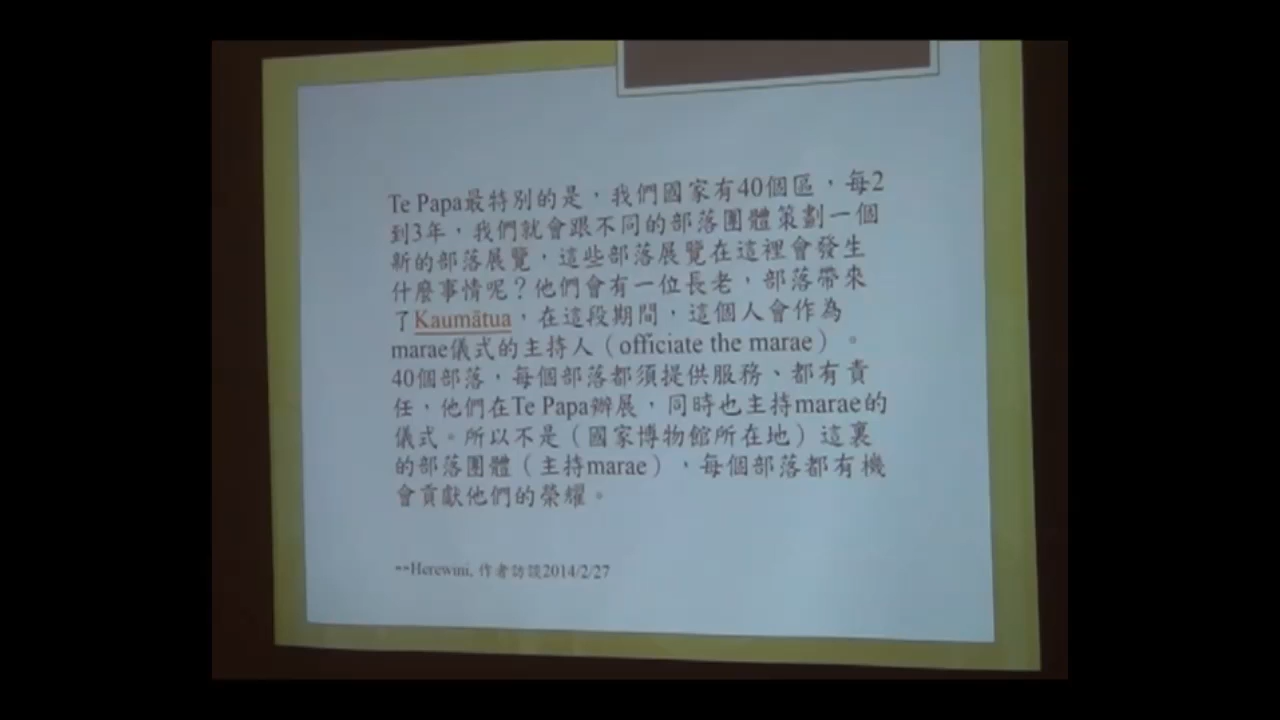 Te Papa最特別的是，我們國家有40個區，每2
到3年，我們就會跟不同的部落團體策劃一個
新的部落展覽，這些部落展覽在這裡會發生
什麼事情呢？他們會有一位長老，部落帶來
了Kaumātua，在這段期間，這個人會作為
marae儀式的主持人（officiate the marae）。
40個部落，每個部落都須提供服務、都有責
任，他們在Te Papa辦展，同時也主持marae的
儀式。所以不是（國家博物館所在地）這裏
的部落團體（主持marae），每個部落都有機
會貢獻他們的榮耀。
--Herewini, 作者訪談2014/2/27